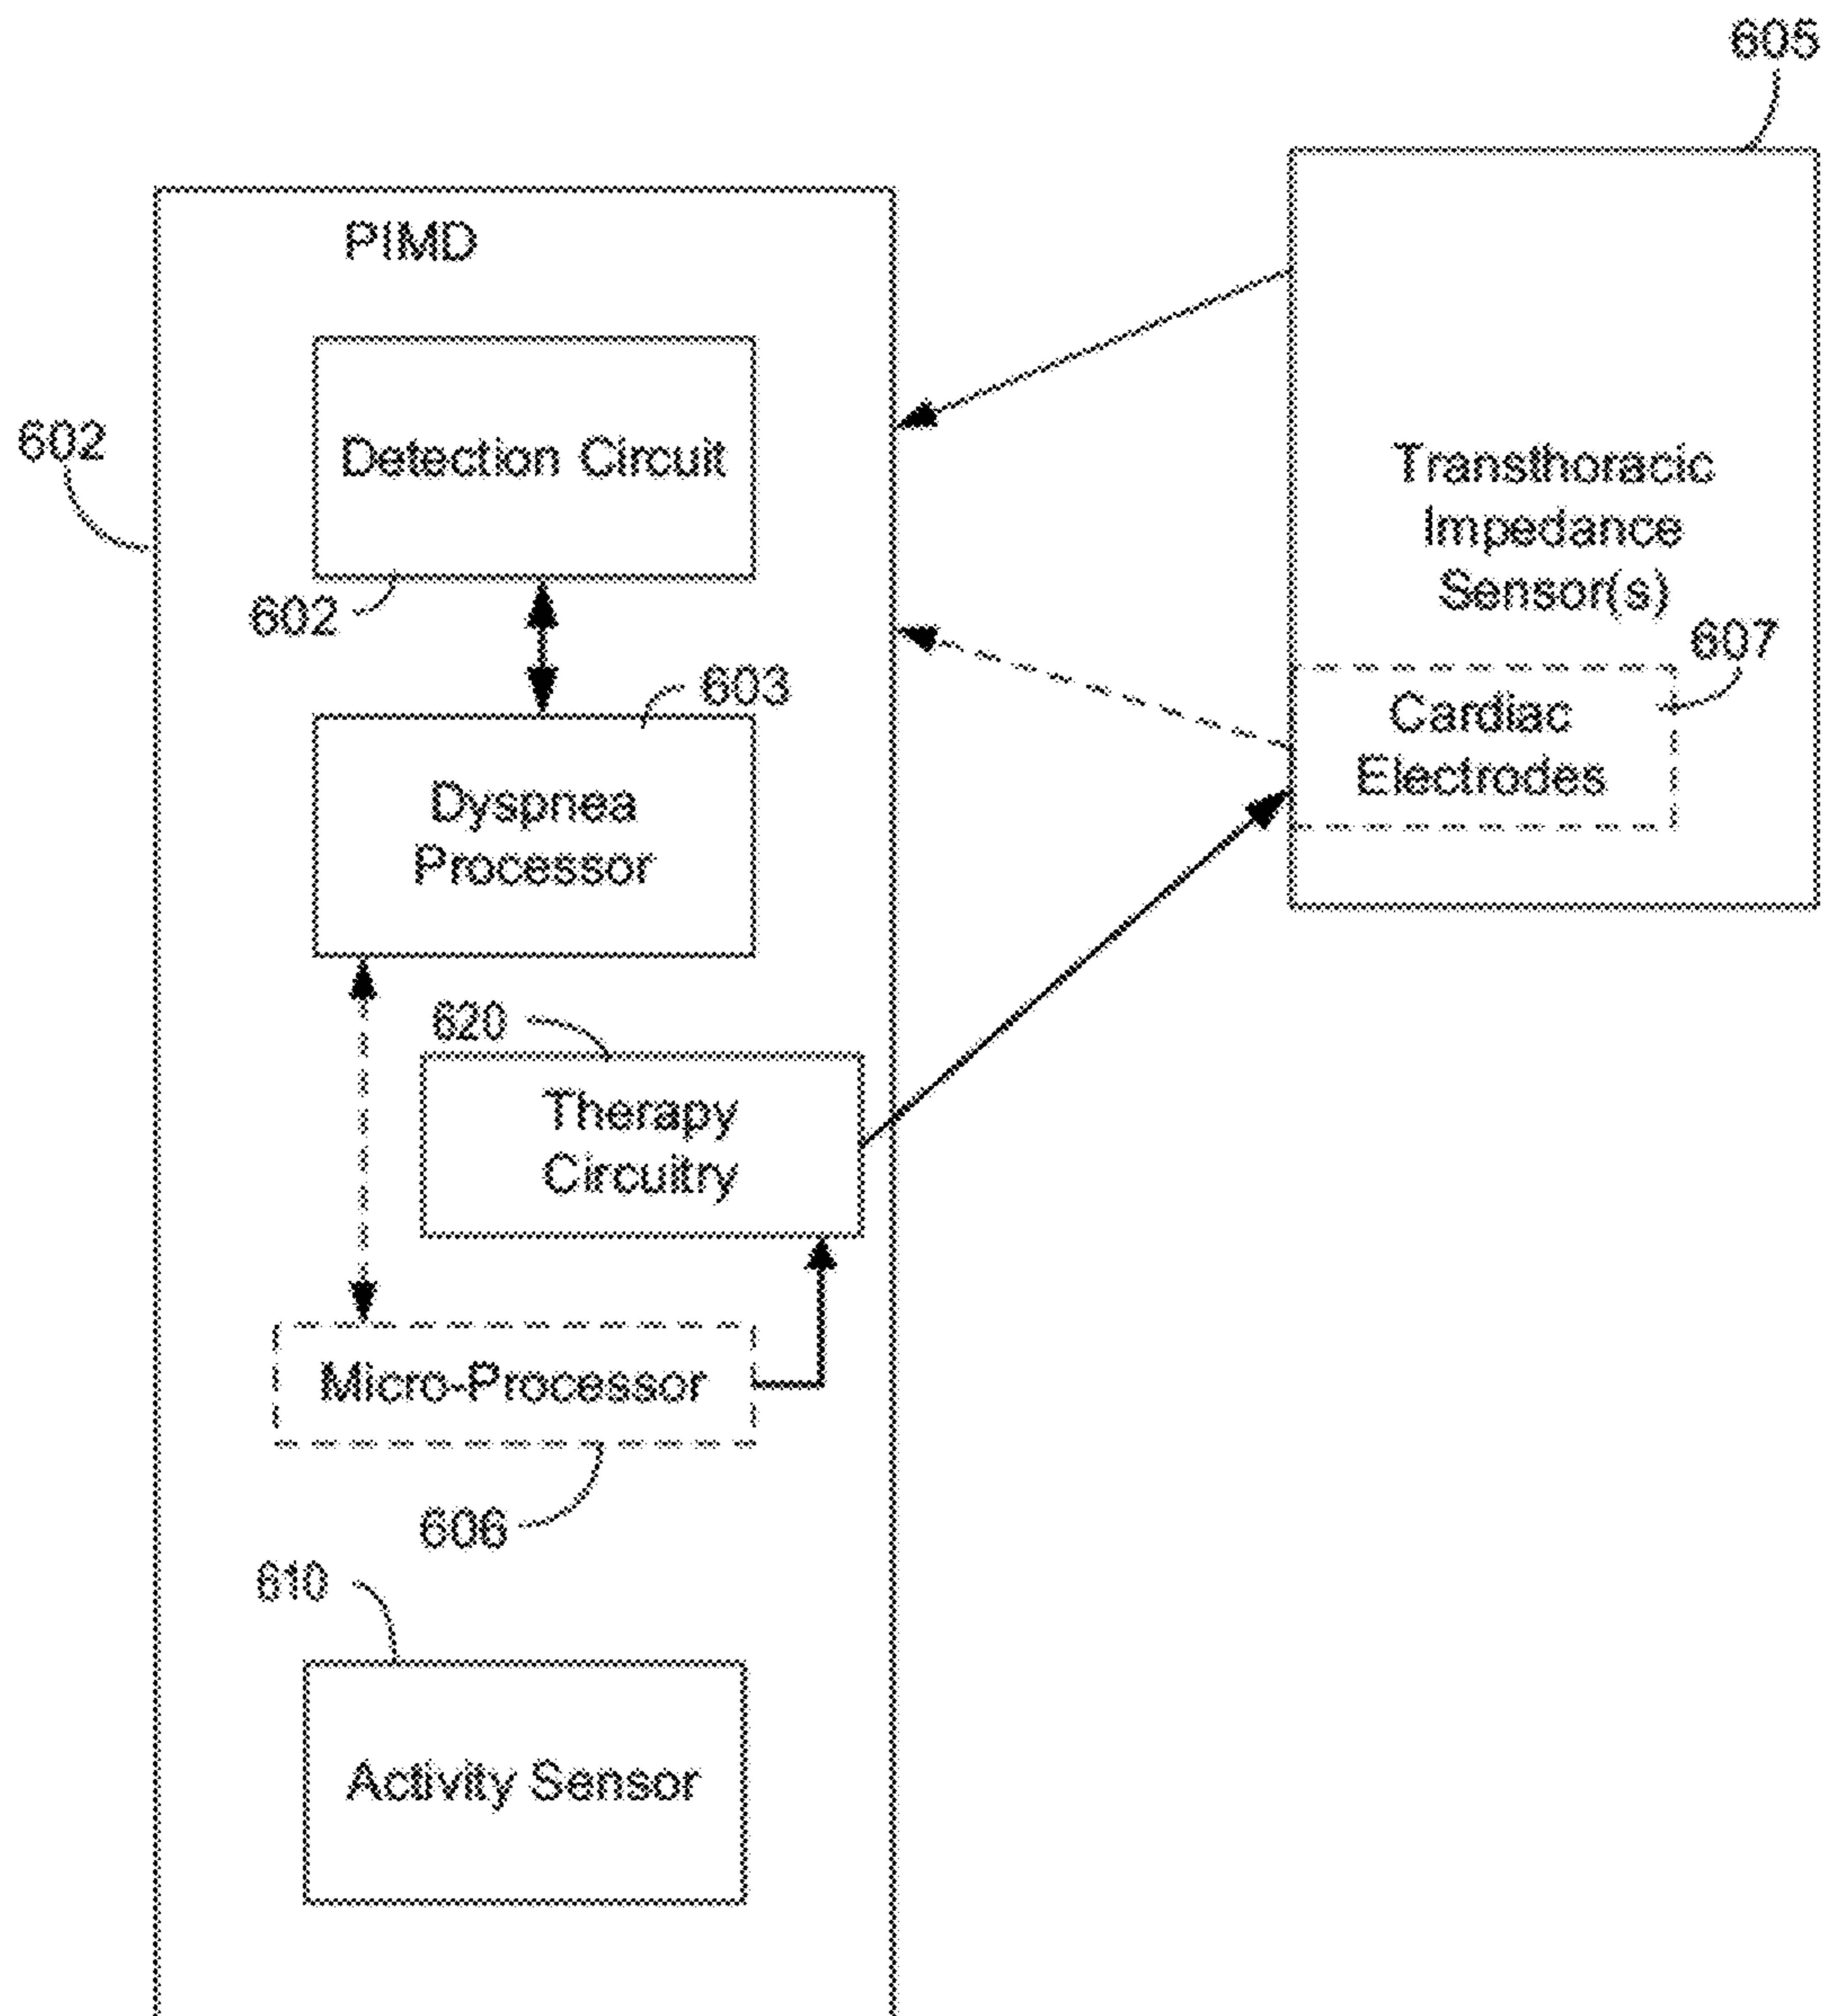 605
PIMD
602
Detection Circuit
602
Transthoracic
Impedance
Sensor(s)
607
603
Cardiac
Electrodes
Dyspnea
Processor
620
Therapy
Circuitry
Micro-Processor
606
610
Activity Sensor